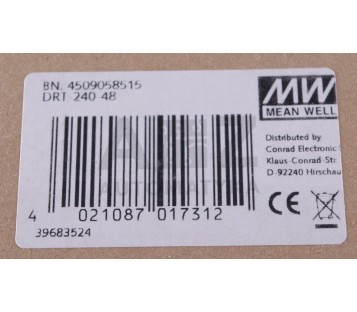 BN. 4509058515
DRT 240-48
MW
MEAN WELL
Distributed by
Conrad Electronic
Klaus-Conrad-Str.
D-92240 Hirschau
CE
4 021087 017312
39683524